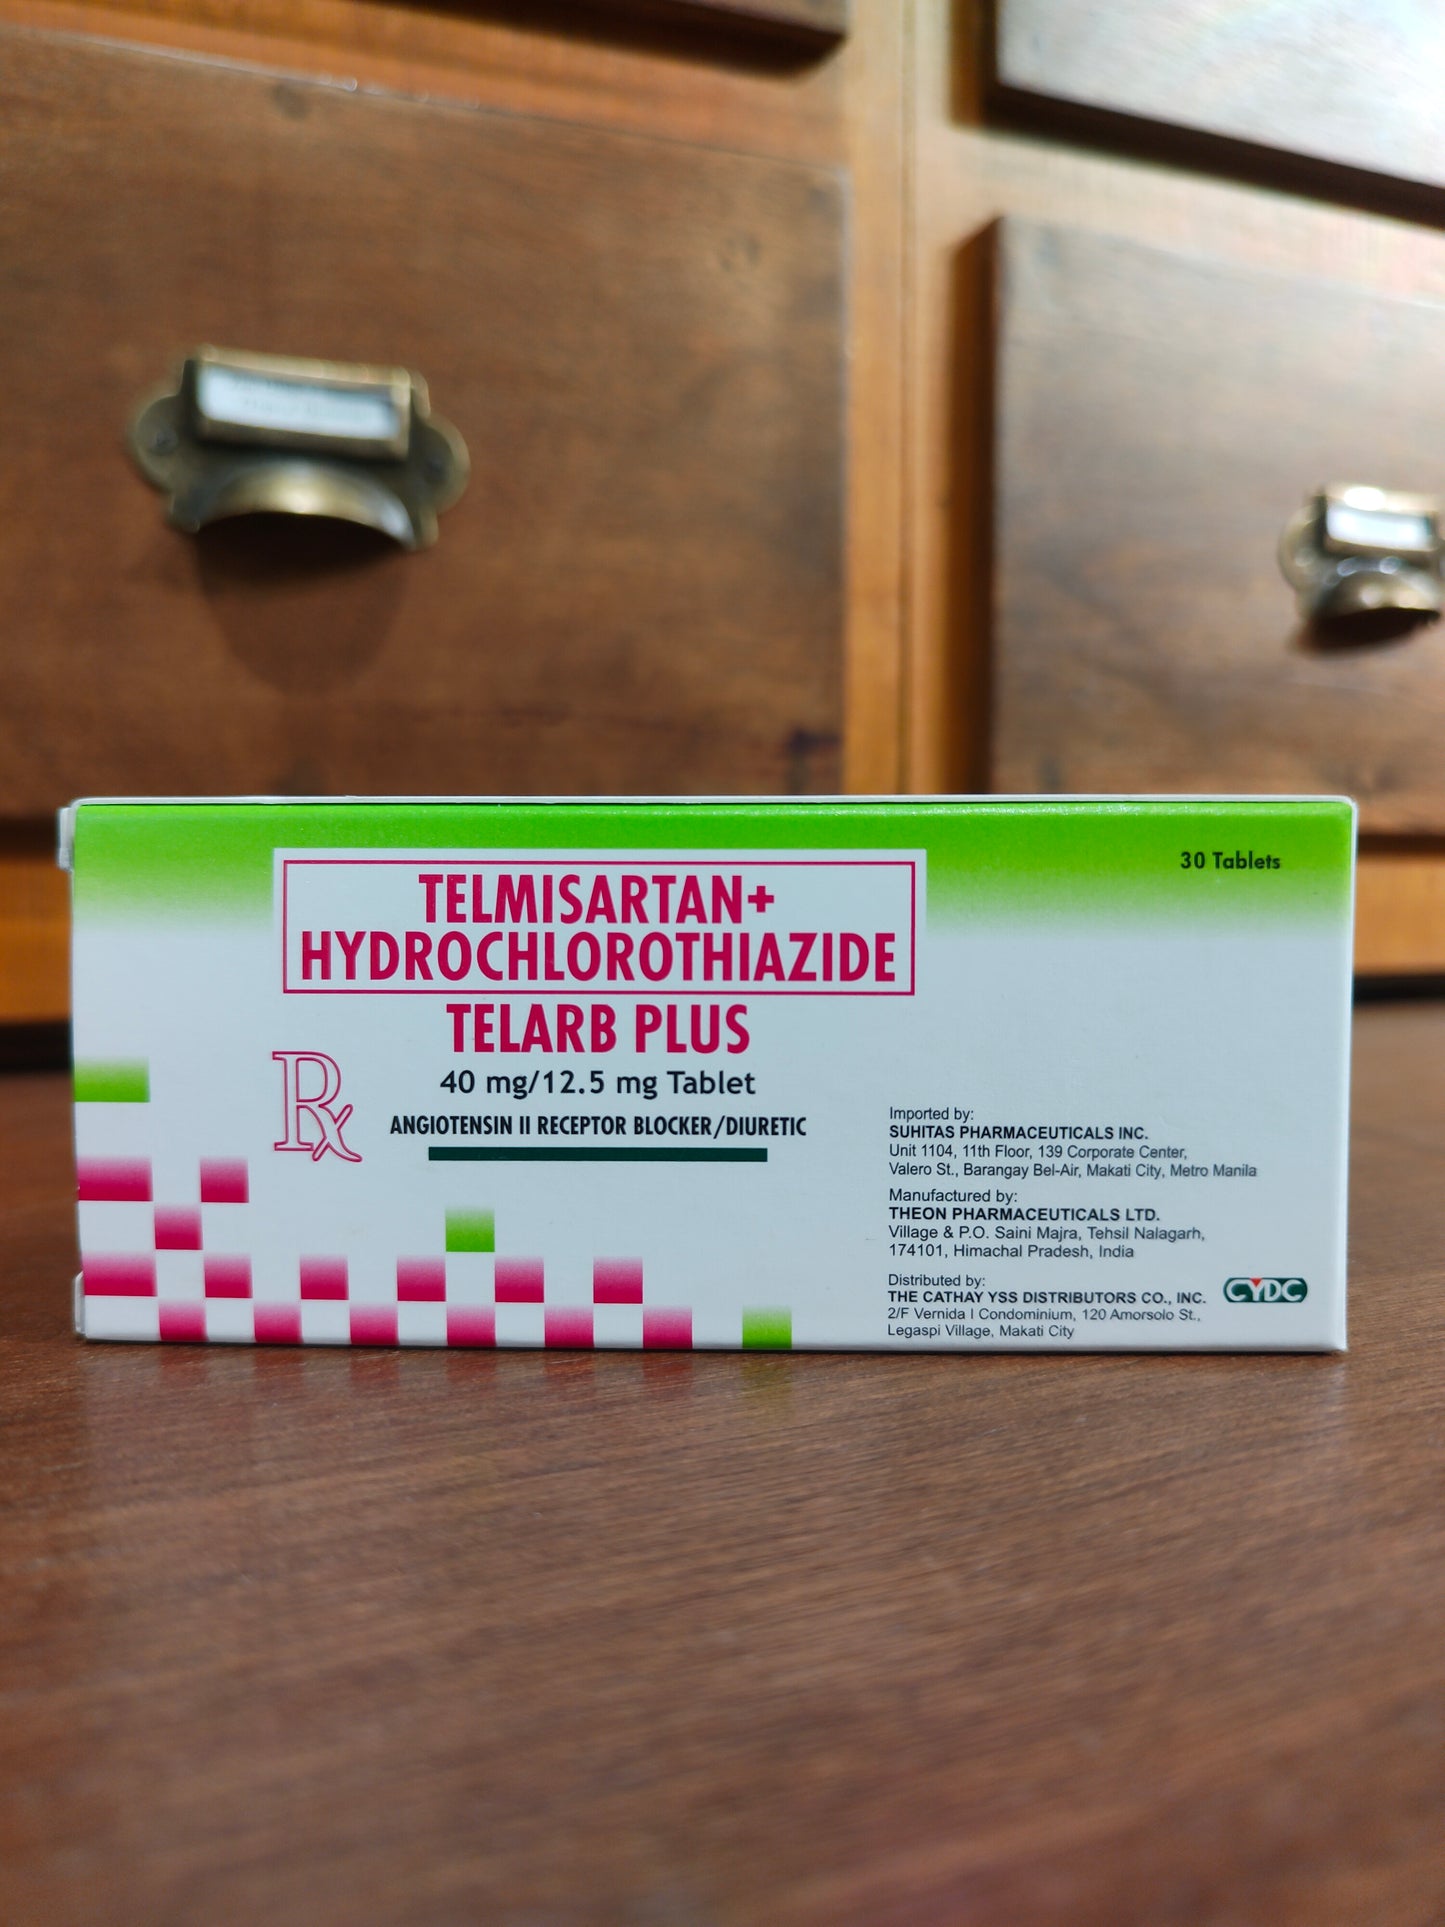 30 Tablets
TELMISARTAN+
HYDROCHLOROTHIAZIDE
TELARB PLUS
Rx
40 mg/12.5 mg Tablet
ANGIOTENSIN II RECEPTOR BLOCKER/DIURETIC
Imported by:
SUHITAS PHARMACEUTICALS INC.
Unit 1104, 11th Floor, 139 Corporate Center,
Valero St., Barangay Bel-Air, Makati City, Metro Manila
Manufactured by:
THEON PHARMACEUTICALS LTD.
Village & P.O. Saini Majra, Tehsil Nalagarh,
174101, Himachal Pradesh, India
Distributed by:
THE CATHAY YSS DISTRIBUTORS CO., INC.
2/F Vernida I Condominium, 120 Amorsolo St.,
Legaspi Village, Makati City
CYDC